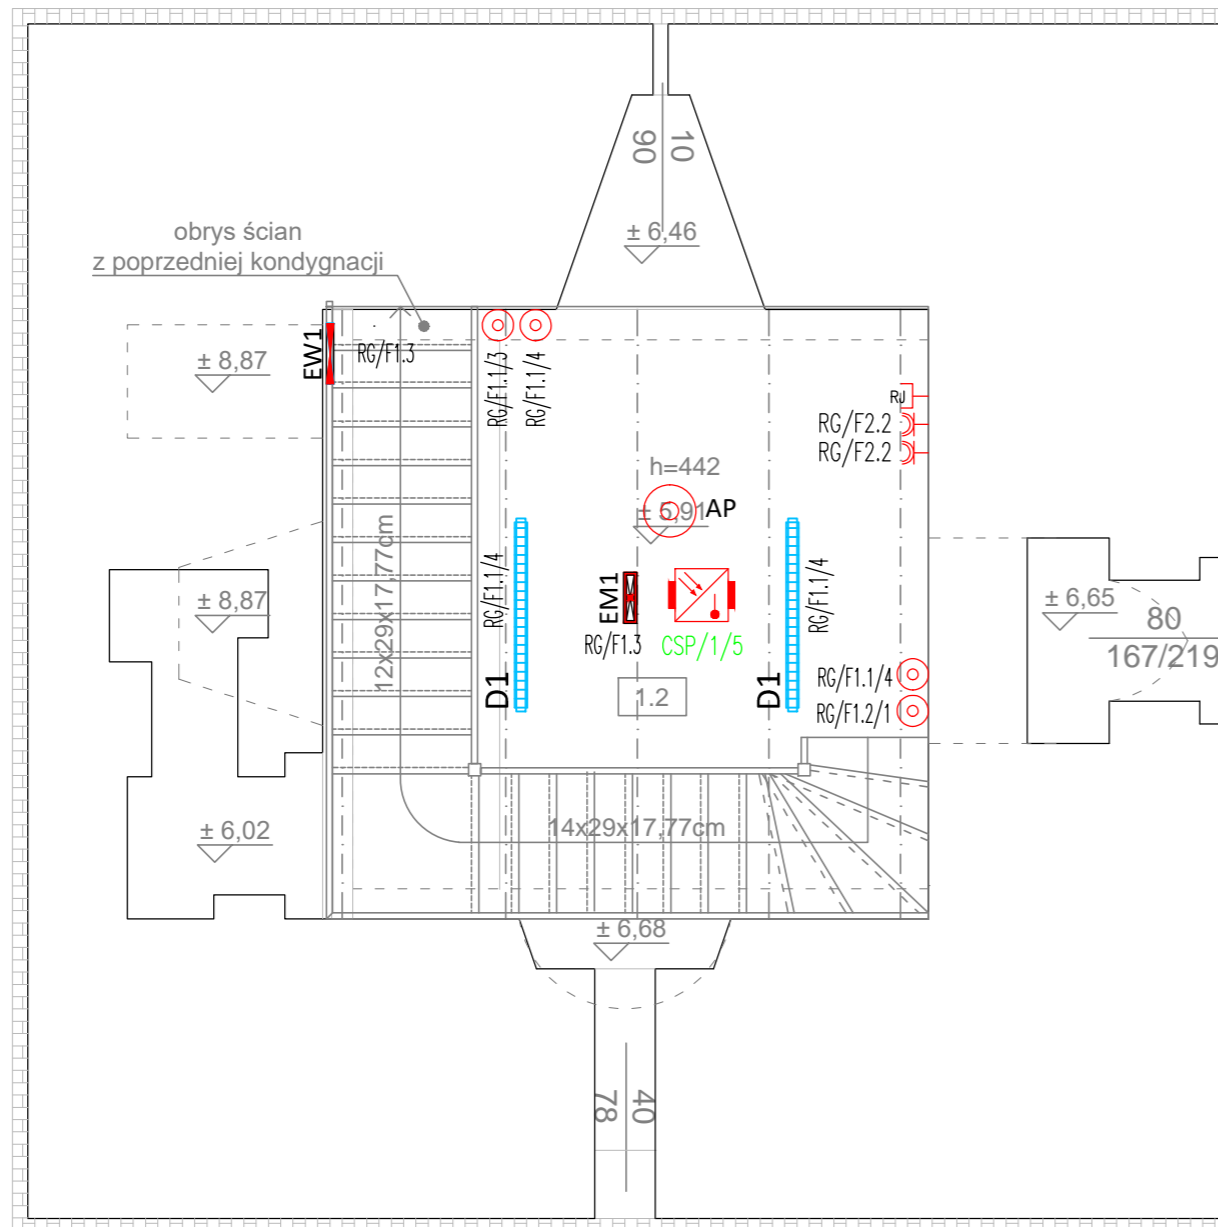 90
10
± 6,46
obrys ścian
z poprzedniej kondygnacji
± 8,87
EW1
RG/F1.3
RG/F1.1/3
RG/F1.1/4
RJ
RG/F2.2
RG/F2.2
h=442
± 5,91
AP
12x29x17,77cm
RG/F1.1/4
D1
EM1
RG/F1.3
CSP/1/5
1.2
RG/F1.1/4
D1
RG/F1.1/4
RG/F1.2/1
± 8,87
± 6,65
80
167/219
± 6,02
14x29x17,77cm
± 6,68
78
40